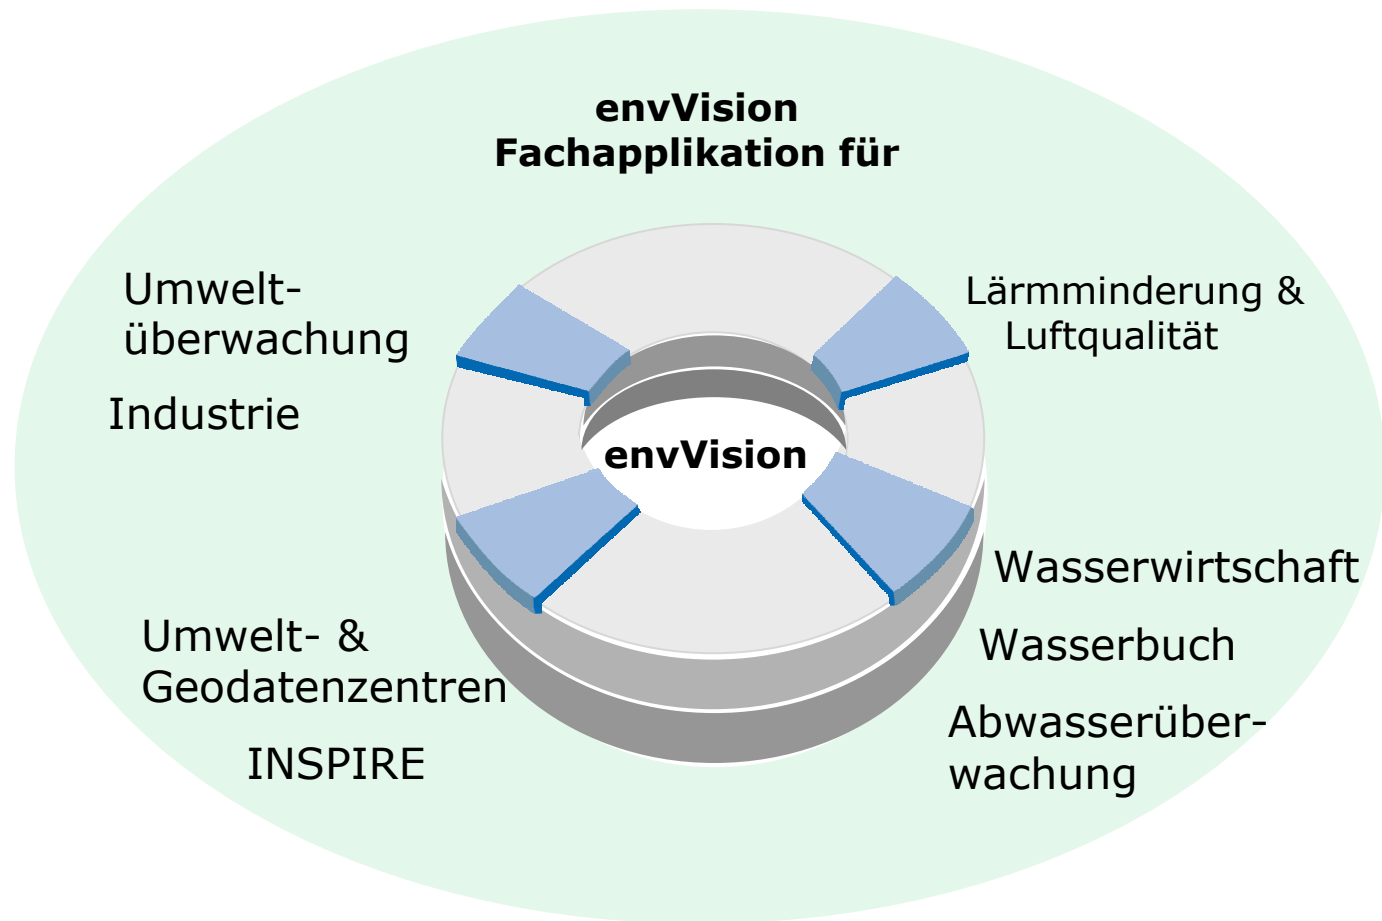 envVision
Fachapplikation für
Umwelt-
überwachung
Industrie
Lärmminderung &
Luftqualität
envVision
Umwelt- &
Geodatenzentren
INSPIRE
Wasserwirtschaft
Wasserbuch
Abwasserüber-
wachung